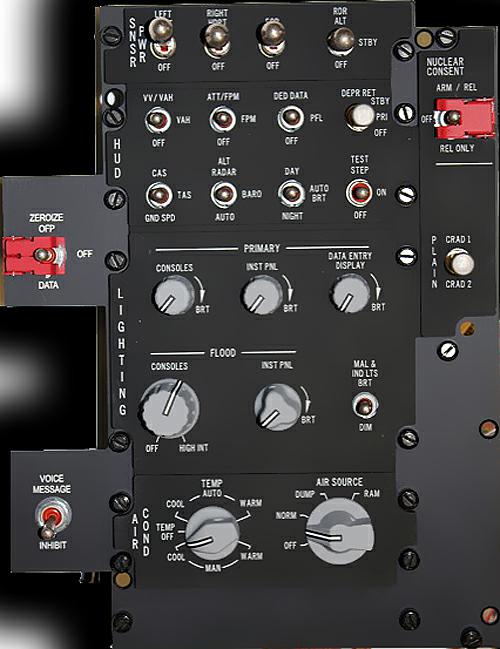 SNSR
PWR
LEFT
HDPT
OFF
RIGHT
HDPT
OFF
FCR
OFF
RDR
ALT
STBY
OFF
NUCLEAR
CONSENT
ARM / REL
OFF
REL ONLY
HUD
VV/VAH
VAH
OFF
ATT/FPM
FPM
OFF
DED DATA
PFL
OFF
DEPR RET
STBY
PRI
OFF
CAS
TAS
GND SPD
ALT
RADAR
BARO
AUTO
DAY
AUTO
BRT
NIGHT
TEST
STEP
ON
OFF
ZEROIZE
OFP
OFF
DATA
PLAIN
CRAD 1
CRAD 2
LIGHTING
PRIMARY
CONSOLES
BRT
INST PNL
BRT
DATA ENTRY
DISPLAY
BRT
FLOOD
CONSOLES
OFF
HIGH INT
INST PNL
BRT
MAL &
IND LTS
BRT
DIM
VOICE
MESSAGE
INHIBIT
AIR
COND
TEMP
AUTO
COOL
WARM
TEMP
OFF
COOL
WARM
MAN
AIR SOURCE
DUMP
RAM
NORM
OFF